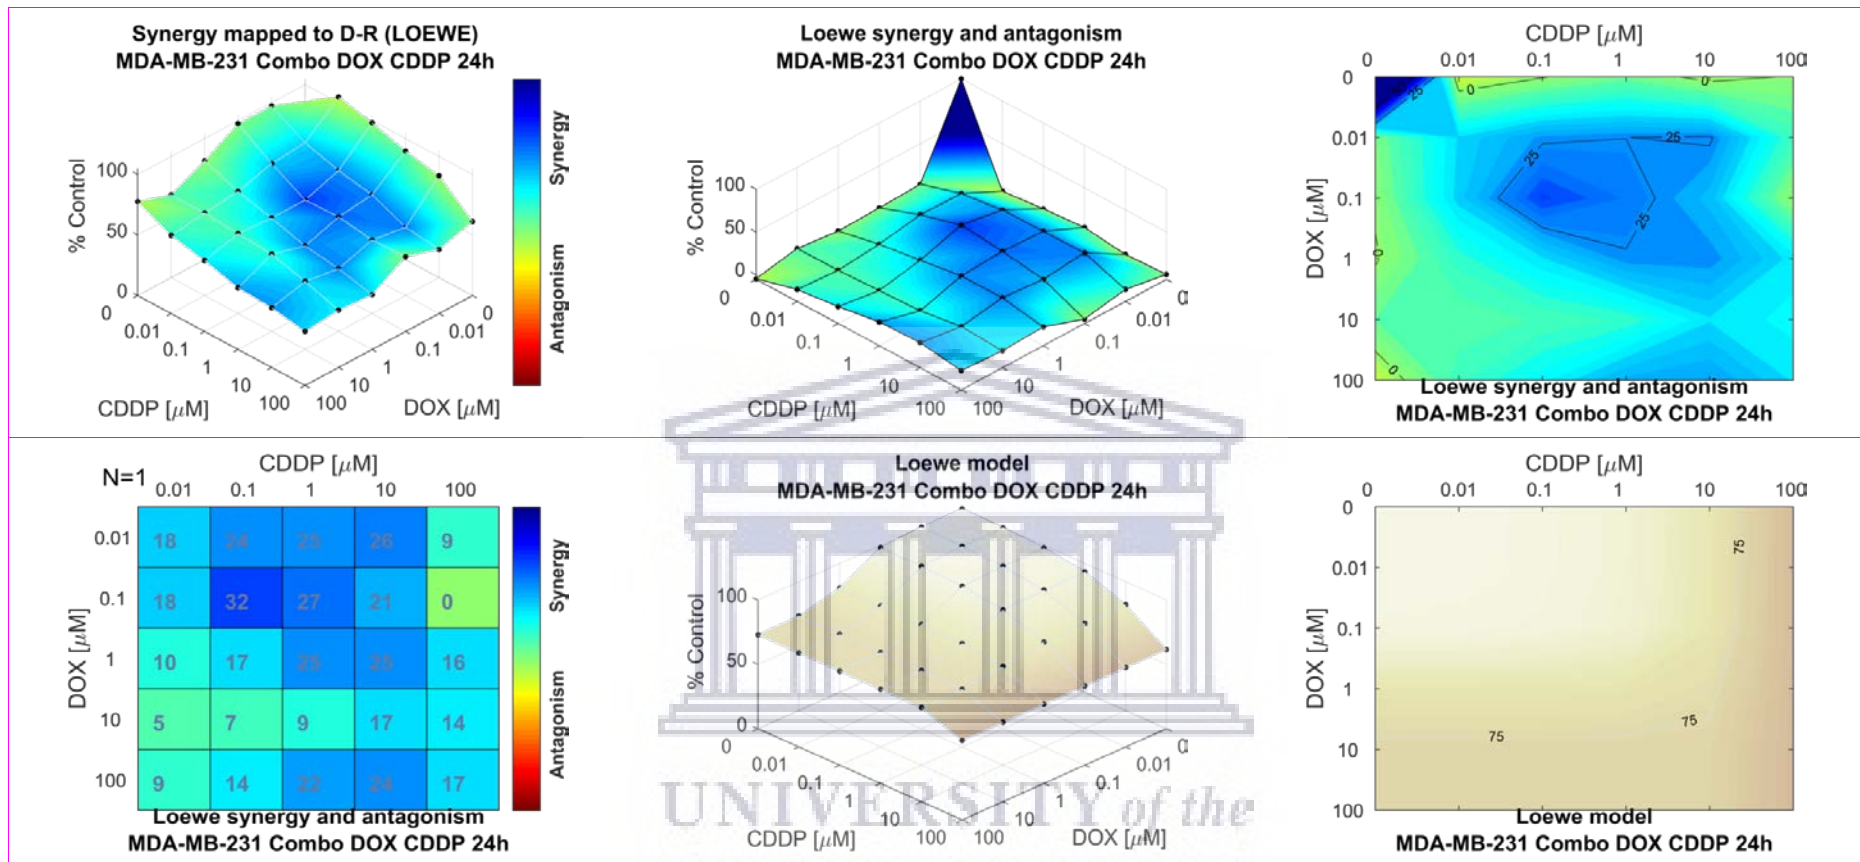 Synergy mapped to D-R (LOEWE)
MDA-MB-231 Combo DOX CDDP 24h
% Control
100
50
0
0
0.01
0.1
1
10
100
CDDP [µM]
100
10
1
0.1
0.01
0
DOX [µM]
Synergy
Antagonism
Loewe synergy and antagonism
MDA-MB-231 Combo DOX CDDP 24h
% Control
100
50
0
0
0.01
0.1
1
10
100
CDDP [µM]
100
10
1
0.1
0.01
DOX [µM]
CDDP [µM]
0 0.01 0.1 1 10 100
DOX [µM]
0
0.01
0.1
1
10
100
25
0
0
25
25
25
0
0
Loewe synergy and antagonism
MDA-MB-231 Combo DOX CDDP 24h
N=1
CDDP [µM]
0.01 0.1 1 10 100
DOX [µM]
0.01 18 24 25 26 9
0.1 18 32 27 21 0
1 10 17 25 25 16
10 5 7 9 17 14
100 9 14 22 24 17
Synergy
Antagonism
Loewe synergy and antagonism
MDA-MB-231 Combo DOX CDDP 24h
Loewe model
MDA-MB-231 Combo DOX CDDP 24h
% Control
100
50
0
0
0.01
0.1
1
10
100
CDDP [µM]
100
10
1
0.1
0.01
DOX [µM]
UNIVERSITY of the
CDDP [µM]
0 0.01 0.1 1 10 100
DOX [µM]
0
0.01
0.1
1
10
100
75
75
75
Loewe model
MDA-MB-231 Combo DOX CDDP 24h